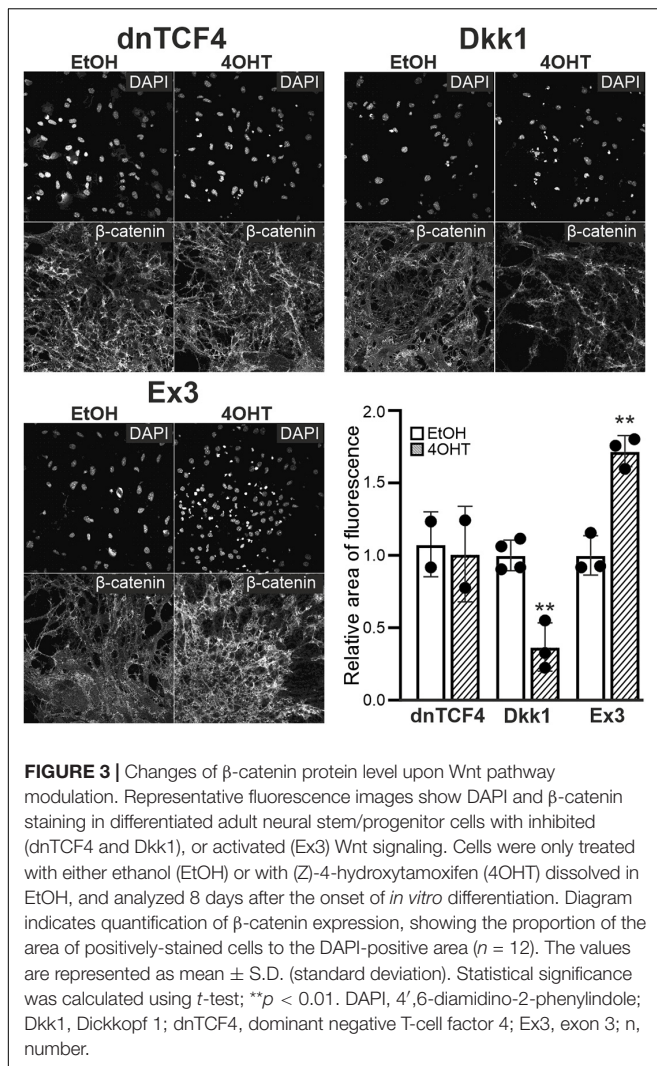 dnTCF4
EtOH 4OHT
DAPI DAPI
β-catenin β-catenin
Dkk1
EtOH 4OHT
DAPI DAPI
β-catenin β-catenin
Ex3
EtOH 4OHT
DAPI DAPI
β-catenin β-catenin
Relative area of fluorescence
2.0
1.5
1.0
0.5
0.0
EtOH
4OHT
**
**
dnTCF4 Dkk1 Ex3
FIGURE 3 | Changes of β-catenin protein level upon Wnt pathway
modulation. Representative fluorescence images show DAPI and β-catenin
staining in differentiated adult neural stem/progenitor cells with inhibited
(dnTCF4 and Dkk1), or activated (Ex3) Wnt signaling. Cells were only treated
with either ethanol (EtOH) or with (Z)-4-hydroxytamoxifen (4OHT) dissolved in
EtOH, and analyzed 8 days after the onset of in vitro differentiation. Diagram
indicates quantification of β-catenin expression, showing the proportion of the
area of positively-stained cells to the DAPI-positive area (n = 12). The values
are represented as mean ± S.D. (standard deviation). Statistical significance
was calculated using t-test; **p < 0.01. DAPI, 4′,6-diamidino-2-phenylindole;
Dkk1, Dickkopf 1; dnTCF4, dominant negative T-cell factor 4; Ex3, exon 3; n,
number.